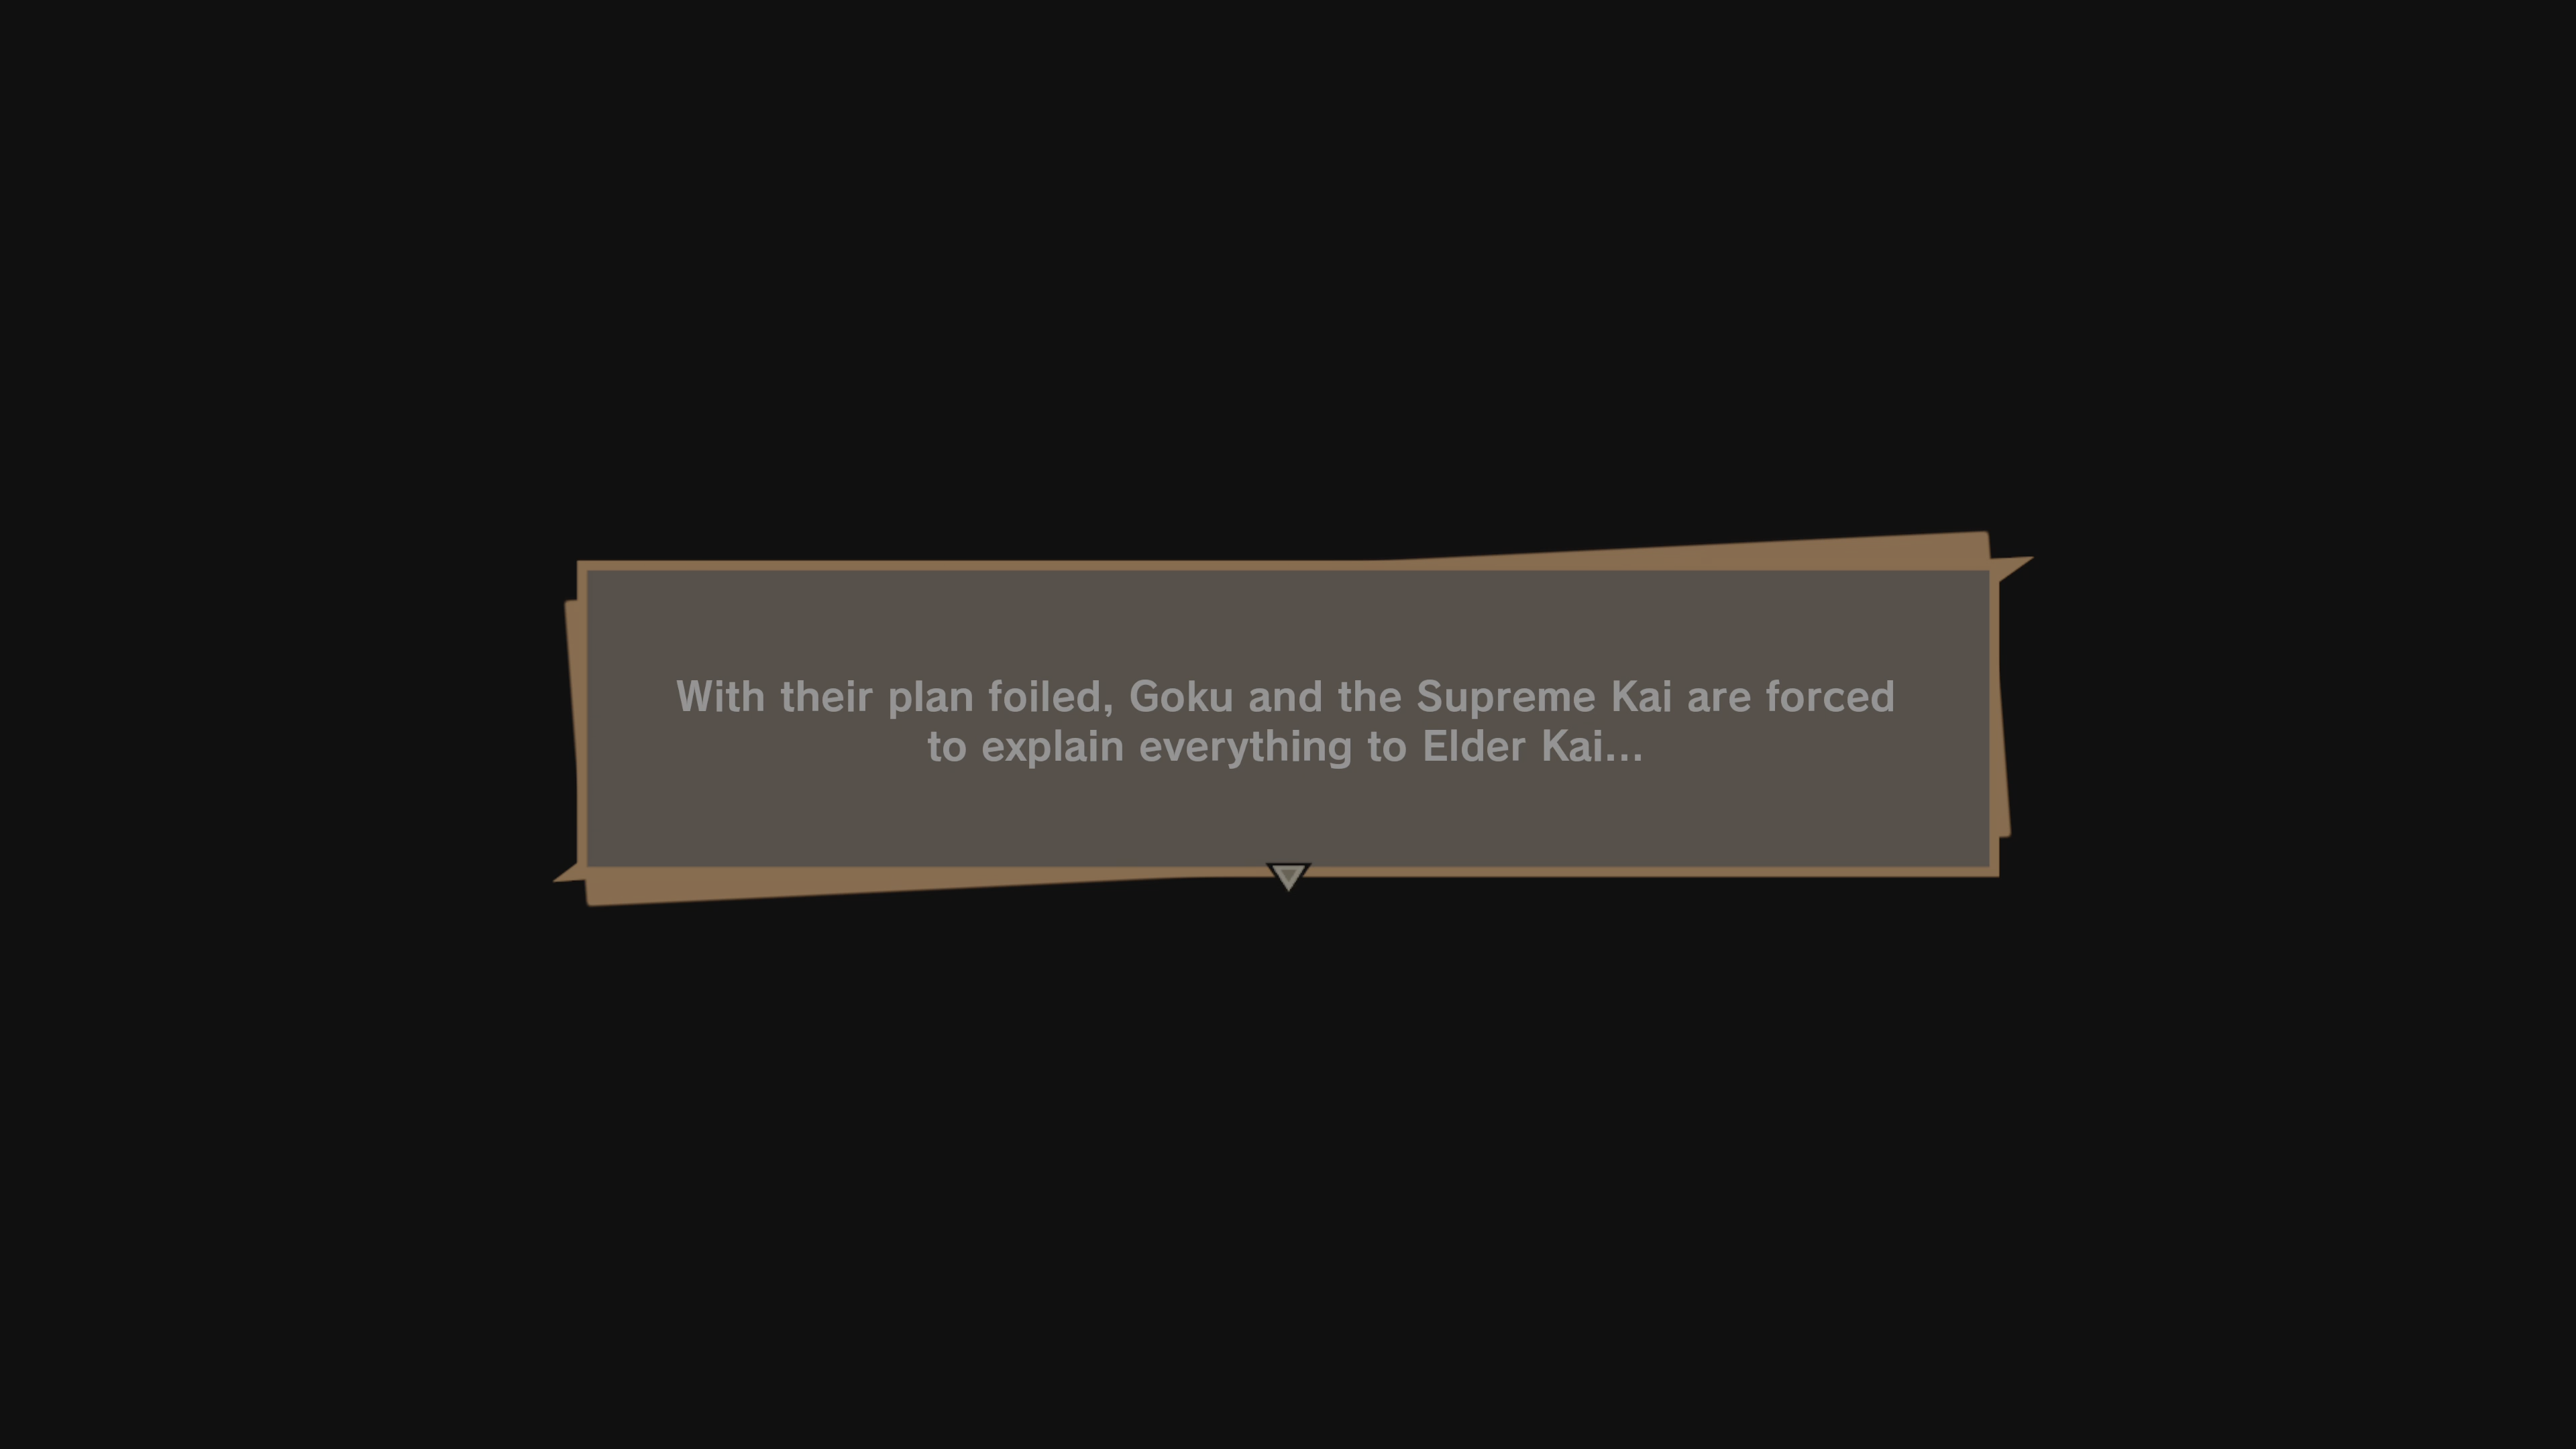 With their plan foiled, Goku and the Supreme Kai are forced
to explain everything to Elder Kai...